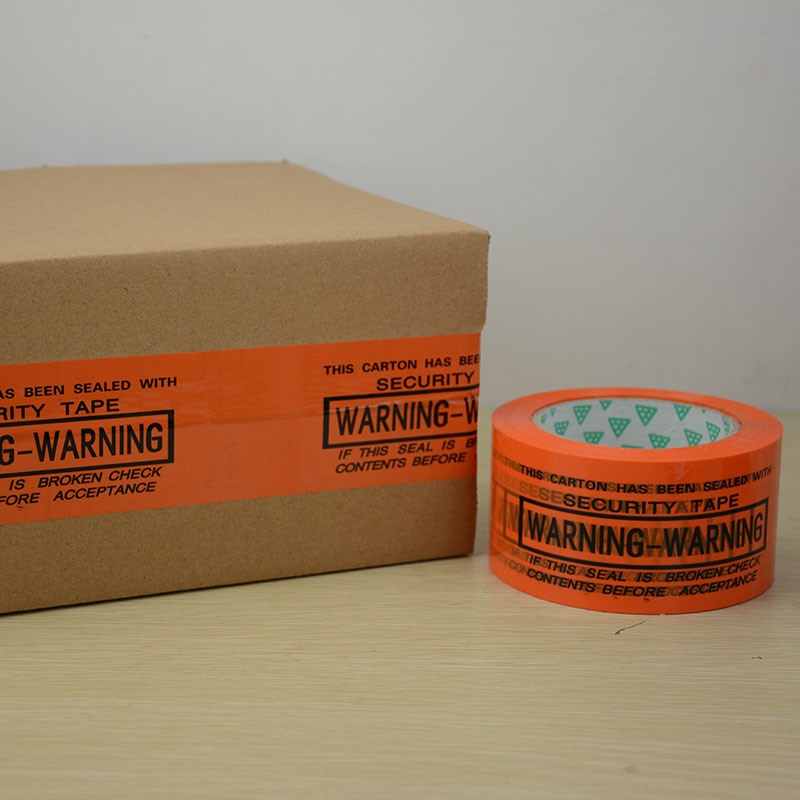 AS BEEN SEALED WITH
RITY TAPE
G-WARNING
IS BROKEN CHECK
FORE ACCEPTANCE
THIS CARTON HAS BEE
SECURITY
WARNING-W
IF THIS SEAL IS B
CONTENTS BEFORE
THIS CARTON HAS BEEN SEALED WITH
SECURITY TAPE
WARNING-WARNING
IF THIS SEAL IS BROKEN CHECK
CONTENTS BEFORE ACCEPTANCE